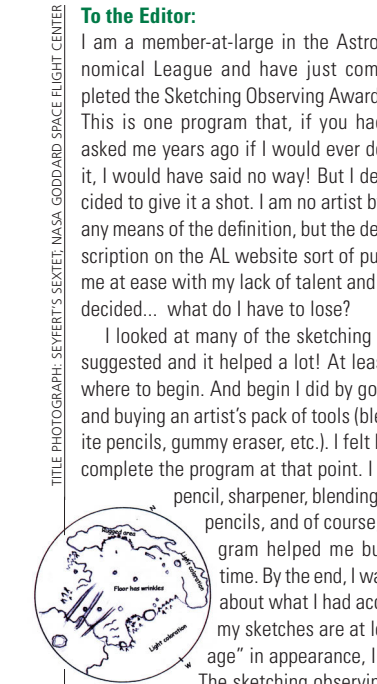 TITLE PHOTOGRAPH: SEYFERT'S SEXTET; NASA GODDARD SPACE FLIGHT CENTER
To the Editor:
I am a member-at-large in the Astro
nomical League and have just com
pleted the Sketching Observing Award
This is one program that, if you had
asked me years ago if I would ever do
it, I would have said no way! But I de
cided to give it a shot. I am no artist b
any means of the definition, but the de
scription on the AL website sort of pu
me at ease with my lack of talent and
decided... what do I have to lose?
I looked at many of the sketching
suggested and it helped a lot! At leas
where to begin. And begin I did by go
and buying an artist's pack of tools (ble
ite pencils, gummy eraser, etc.). I felt l
complete the program at that point. I
pencil, sharpener, blending
pencils, and of course
gram helped me bu
time. By the end, I wa
about what I had acc
my sketches are at le
age" in appearance, I
The sketching observin
N
Rugged area
Light coloration
Floor has wrinkles
Light coloration
W